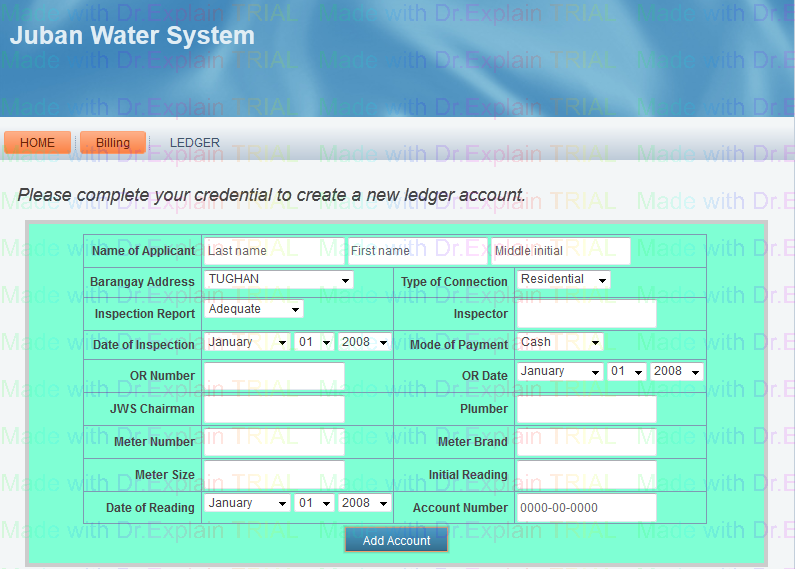 Made with Dr.Explain TRIAL
Juban Water System
HOME Billing LEDGER
Please complete your credential to create a new ledger account.
Name of Applicant Last name First name Middle initial
Barangay Address TUGHAN Type of Connection Residential
Inspection Report Adequate Inspector
Date of Inspection January 01 2008 Mode of Payment Cash
OR Number OR Date January 01 2008
JWS Chairman Plumber
Meter Number Meter Brand
Meter Size Initial Reading
Date of Reading January 01 2008 Account Number 0000-00-0000
Add Account